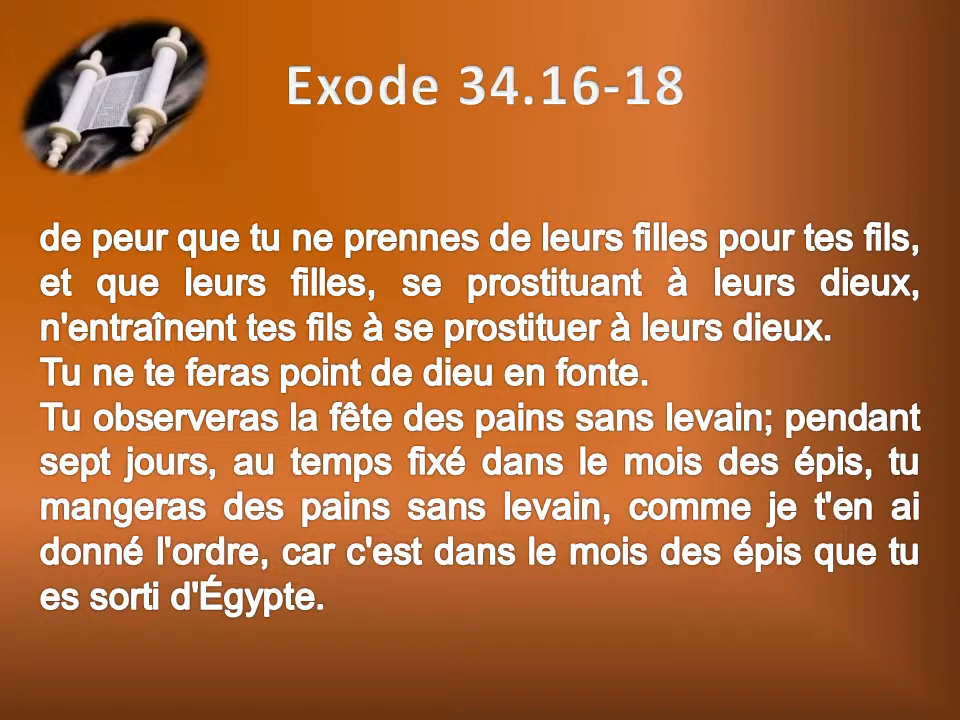 Exode 34.16-18
de peur que tu ne prennes de leurs filles pour tes fils,
et que leurs filles, se prostituant à leurs dieux,
n'entraînent tes fils à se prostituer à leurs dieux.
Tu ne te feras point de dieu en fonte.
Tu observeras la fête des pains sans levain; pendant
sept jours, au temps fixé dans le mois des épis, tu
mangeras des pains sans levain, comme je t'en ai
donné l'ordre, car c'est dans le mois des épis que tu
es sorti d'Égypte.